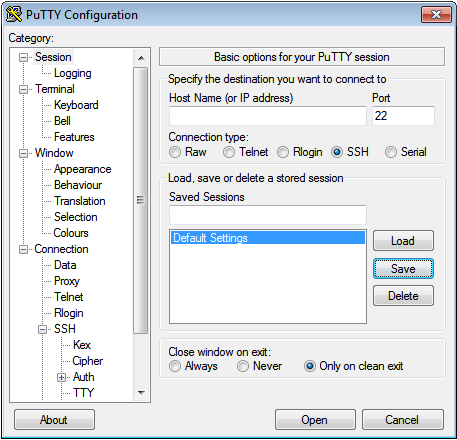 PuTTY Configuration
Category:
Session
Logging
Terminal
Keyboard
Bell
Features
Window
Appearance
Behaviour
Translation
Selection
Colours
Connection
Data
Proxy
Telnet
Rlogin
SSH
Kex
Cipher
Auth
TTY
Basic options for your PuTTY session
Specify the destination you want to connect to
Host Name (or IP address) Port
22
Connection type:
Raw Telnet Rlogin SSH Serial
Load, save or delete a stored session
Saved Sessions
Default Settings
Load
Save
Delete
Close window on exit:
Always Never Only on clean exit
About Open Cancel